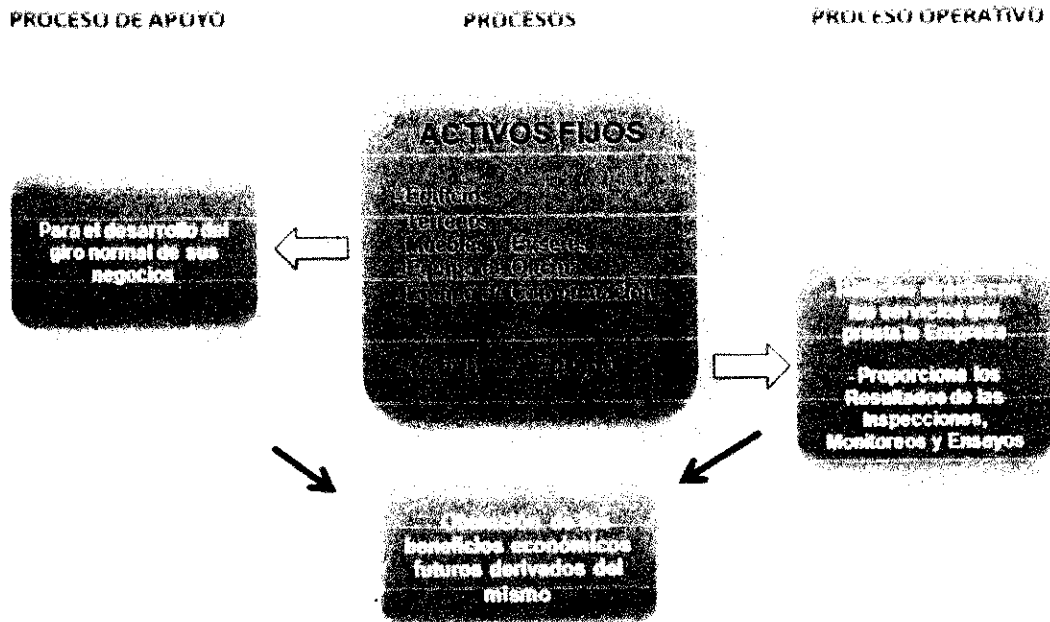 PROCESO DE APOYO
PROCESOS
PROCESO OPERATIVO
ACTIVOS FIJOS
Edificios
Terrenos
Muebles y Enseres
Equipo de Oficina
Equipo de Computación
Para el desarrollo del
giro normal de sus
negocios
los servicios que
presta la Empresa
- Proporciona los
Resultados de las
Inspecciones,
Monitoreos y Ensayos
beneficios económicos
futuros derivados del
mismo